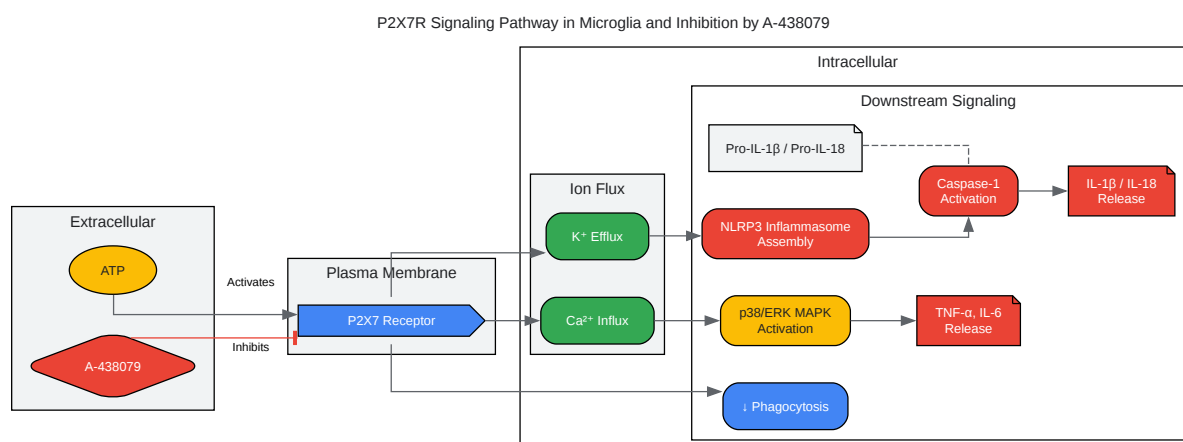 P2X7R Signaling Pathway in Microglia and Inhibition by A-438079
Intracellular
Downstream Signaling
Pro-IL-1β / Pro-IL-18
Caspase-1
Activation
IL-1β / IL-18
Release
Ion Flux
K⁺ Efflux
NLRP3 Inflammasome
Assembly
Extracellular
ATP
Activates
Plasma Membrane
P2X7 Receptor
Ca²⁺ Influx
p38/ERK MAPK
Activation
TNF-α, IL-6
Release
Inhibits
A-438079
↓ Phagocytosis